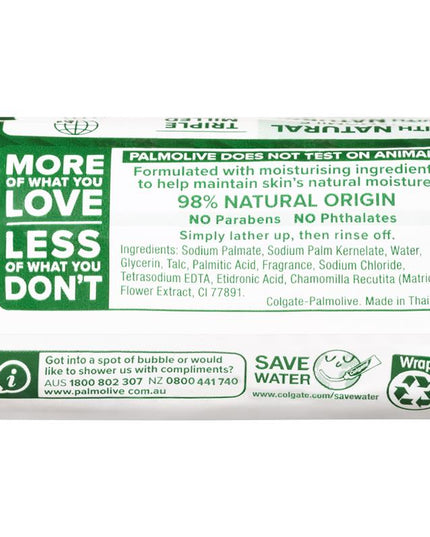 WITH NATURAL
TRIPLE
MILLED
NATURAL
MORE
OF WHAT YOU
LOVE
LESS
OF WHAT YOU
DON'T
PALMOLIVE DOES NOT TEST ON ANIMA
Formulated with moisturising ingredien
to help maintain skin's natural moisture
98% NATURAL ORIGIN
NO Parabens NO Phthalates
Simply lather up, then rinse off.
Ingredients: Sodium Palmate, Sodium Palm Kernelate, Water,
Glycerin, Talc, Palmitic Acid, Fragrance, Sodium Chloride,
Tetrasodium EDTA, Etidronic Acid, Chamomilla Recutita (Matric
Flower Extract, CI 77891.
Colgate-Palmolive. Made in Thai
Got into a spot of bubble or would
like to shower us with compliments?
AUS 1800 802 307 NZ 0800 441 740
www.palmolive.com.au
SAVE
WATER
www.colgate.com/savewater
Wrap